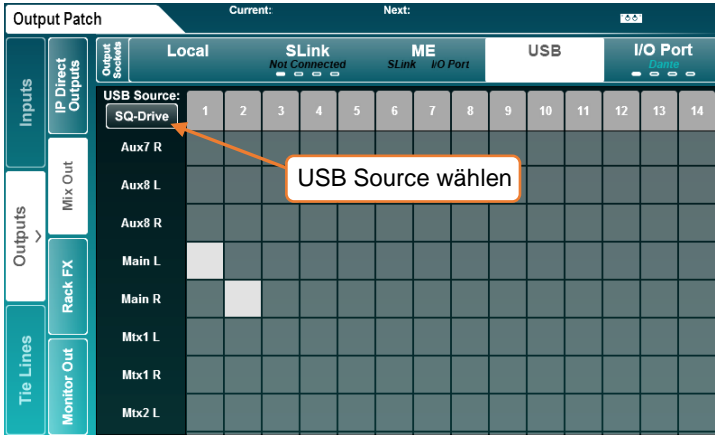 Output Patch
Current:
Next:
Inputs
Outputs >
Tie Lines
IP Direct
Outputs
Mix Out
Rack FX
Monitor Out
Output
Sockets
Local
SLink
Not Connected
ME
SLink I/O Port
USB
I/O Port
Dante
USB Source:
SQ-Drive
1 2 3 4 5 6 7 8 9 10 11 12 13 14
Aux7 R
Aux8 L
Aux8 R
Main L
Main R
Mtx1 L
Mtx1 R
Mtx2 L
USB Source wählen